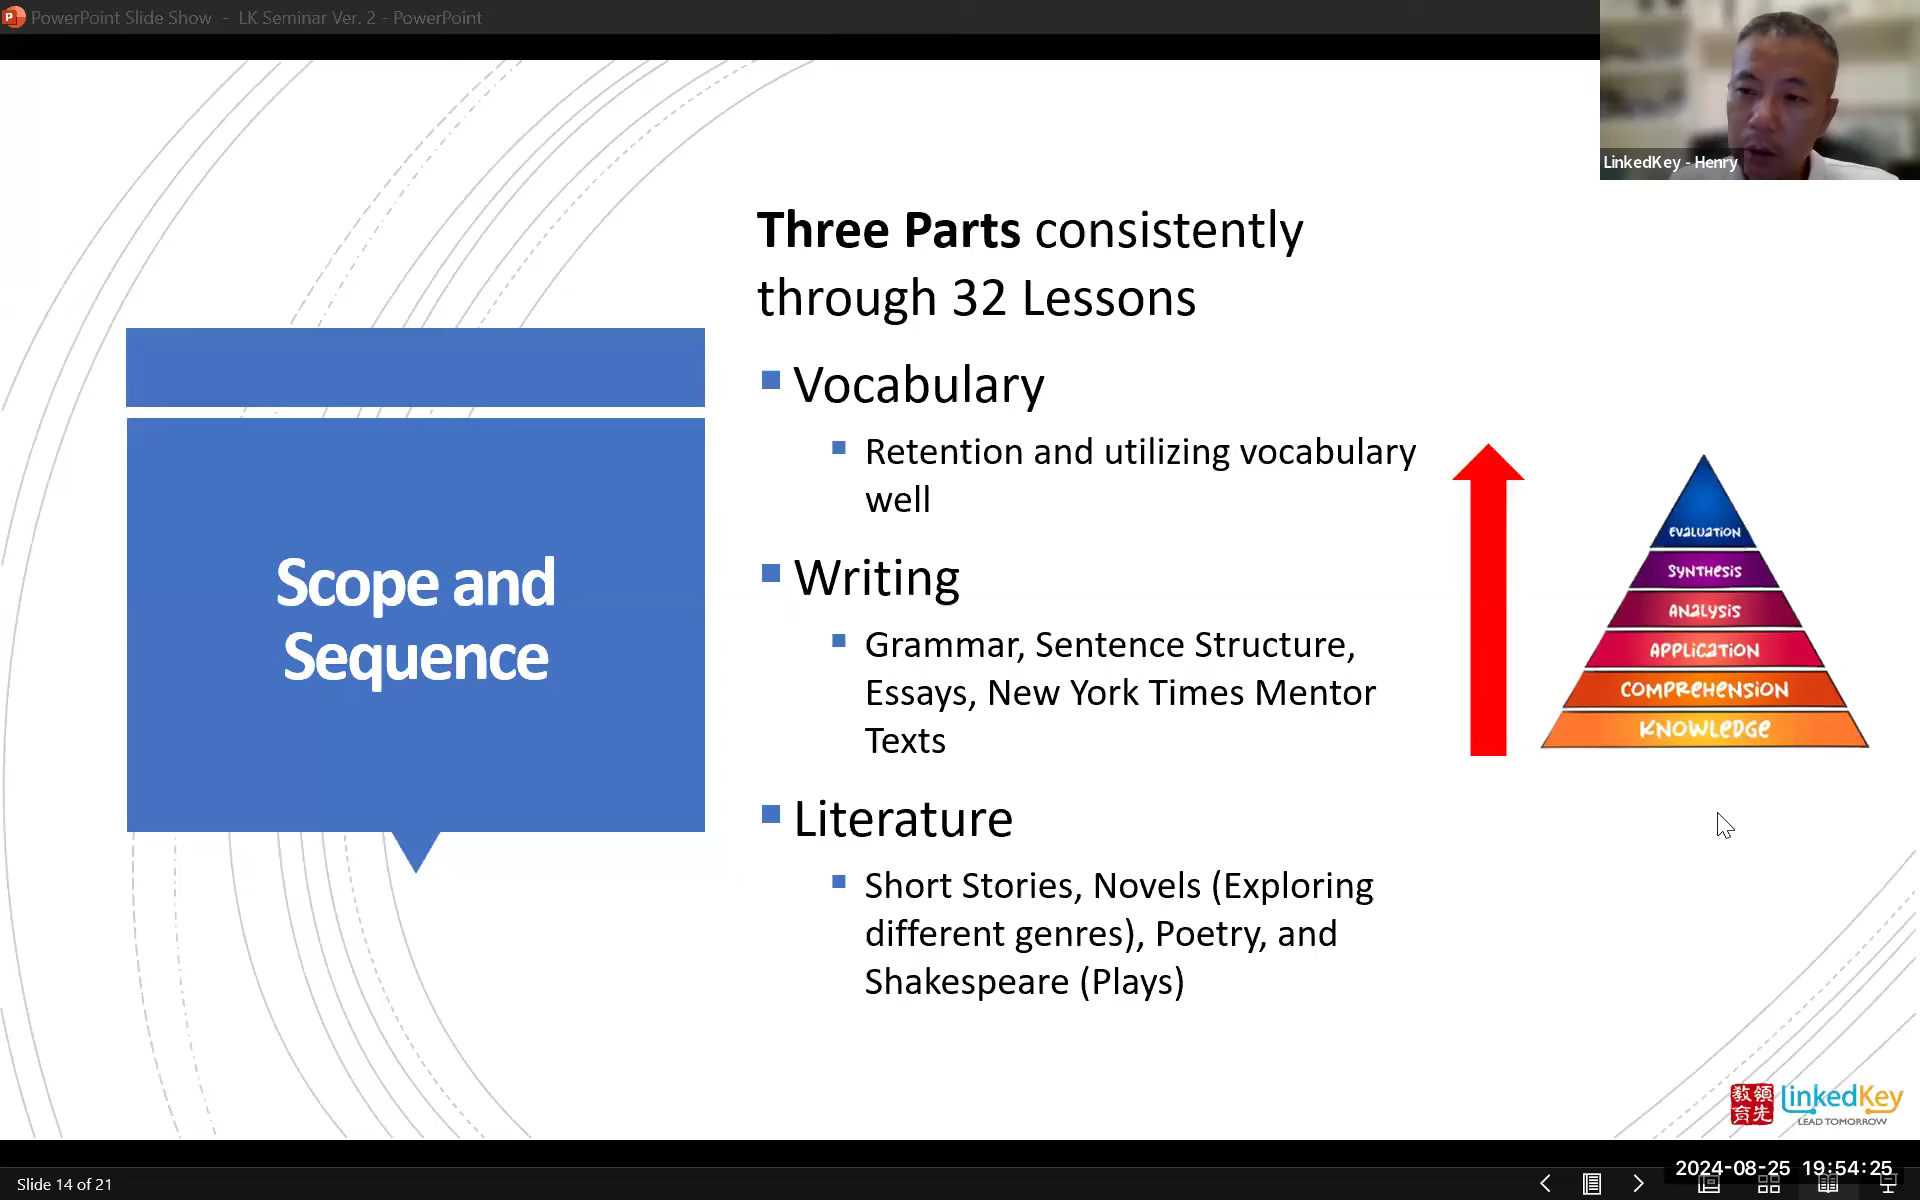 PowerPoint Slide Show - LK Seminar Ver. 2 - PowerPoint
LinkedKey - Henry
Three Parts consistently
through 32 Lessons
Vocabulary
Retention and utilizing vocabulary
well
Writing
Grammar, Sentence Structure,
Essays, New York Times Mentor
Texts
Literature
Short Stories, Novels (Exploring
different genres), Poetry, and
Shakespeare (Plays)
Scope and
Sequence
EVALUATION
SYNTHESIS
ANALYSIS
APPLICATION
COMPREHENSION
KNOWLEDGE
領先
教育
LinkedKey
LEAD TOMORROW
2024-08-25 19:54:25
Slide 14 of 21